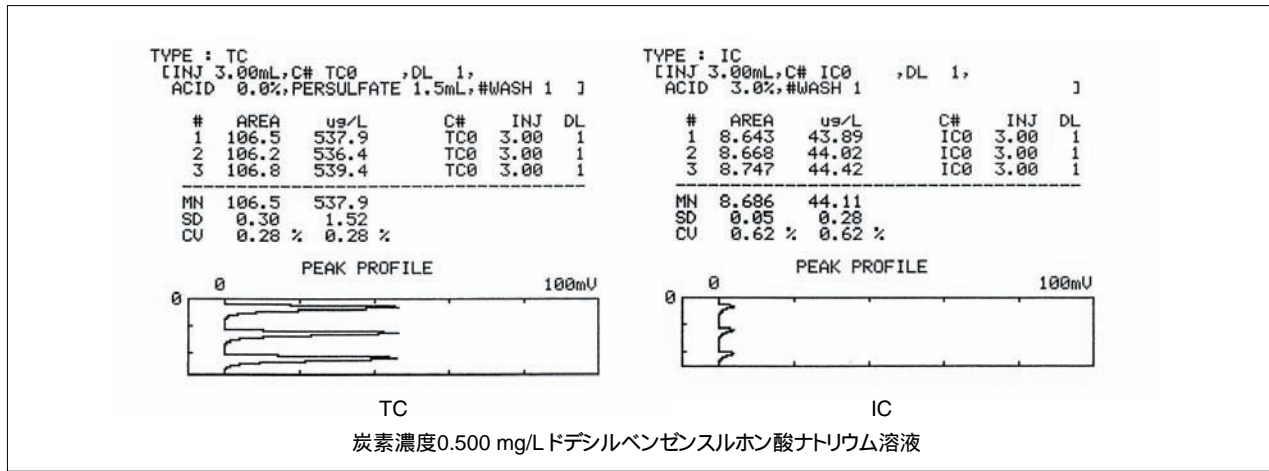 TYPE : TC
[INJ 3.00mL,C# TC0 ,DL 1,
ACID 0.0%,PERSULFATE 1.5mL,#WASH 1 ]
# AREA ug/L C# INJ DL
1 106.5 537.9 TC0 3.00 1
2 106.2 536.4 TC0 3.00 1
3 106.8 539.4 TC0 3.00 1
MN 106.5 537.9
SD 0.30 1.52
CV 0.28 % 0.28 %
PEAK PROFILE
0 100mV
0
TC
TYPE : IC
[INJ 3.00mL,C# IC0 ,DL 1,
ACID 3.0%,#WASH 1 ]
# AREA ug/L C# INJ DL
1 8.643 43.89 IC0 3.00 1
2 8.668 44.02 IC0 3.00 1
3 8.747 44.42 IC0 3.00 1
MN 8.686 44.11
SD 0.05 0.28
CV 0.62 % 0.62 %
PEAK PROFILE
0 100mV
0
IC
炭素濃度0.500 mg/Lドデシルベンゼンスルホン酸ナトリウム溶液